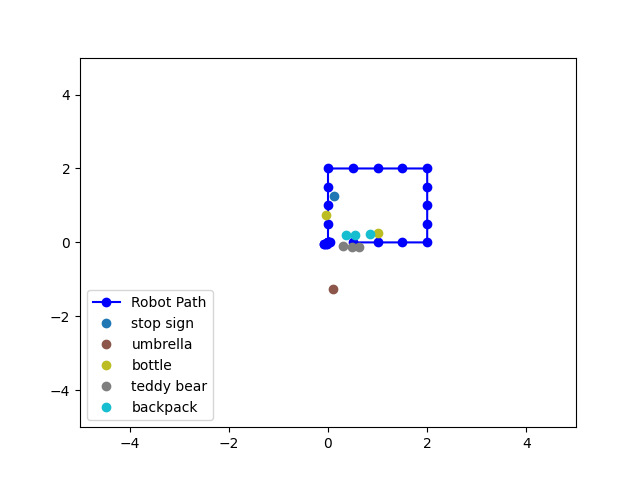 4
2
0
−2
−4
Robot Path
stop sign
umbrella
bottle
teddy bear
backpack
−4 −2 0 2 4